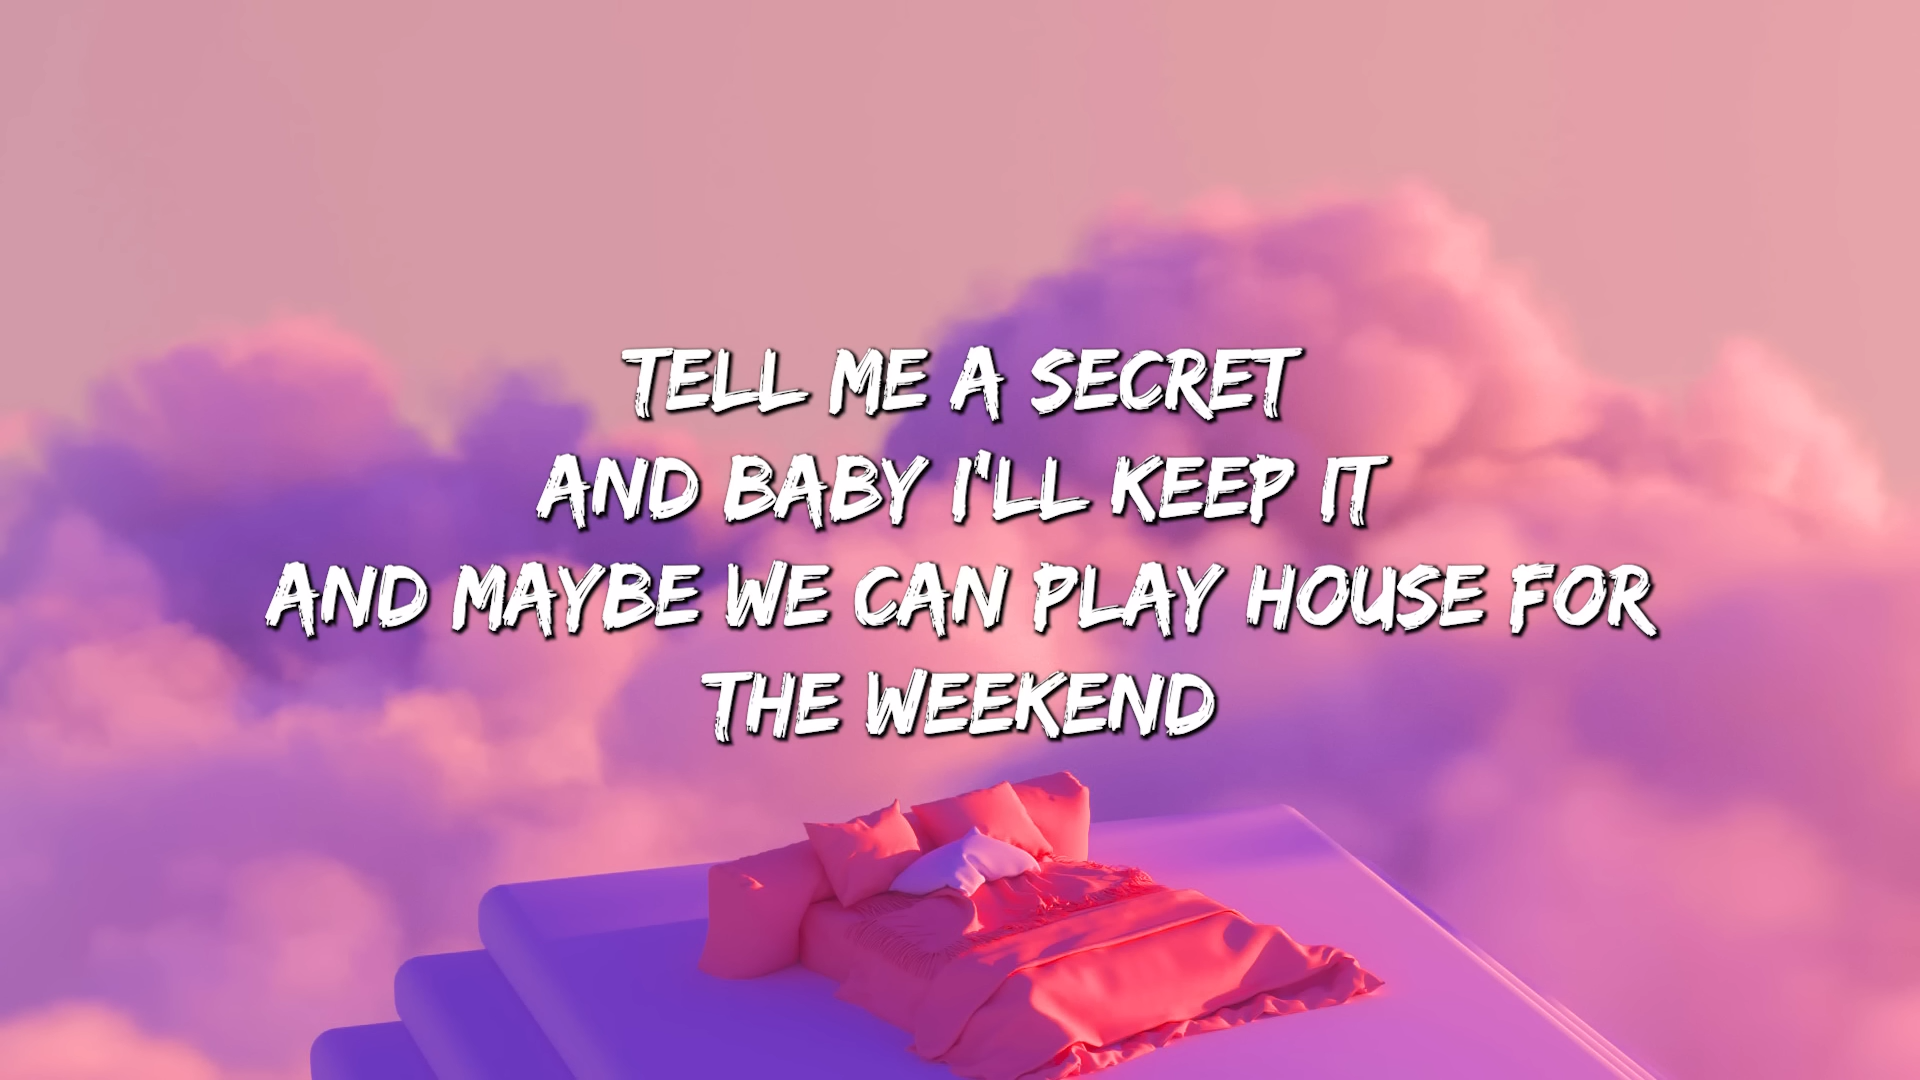 TELL ME A SECRET
AND BABY I'LL KEEP IT
AND MAYBE WE CAN PLAY HOUSE FOR
THE WEEKEND